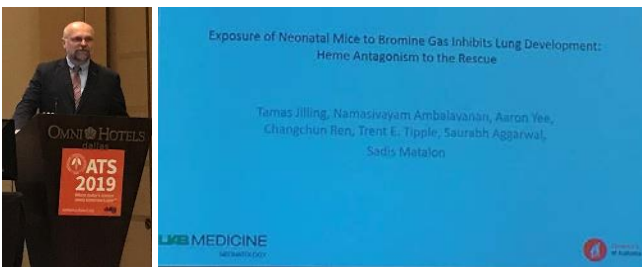 OMNI HOTELS
dallas
ATS
2019
Exposure of Neonatal Mice to Bromine Gas Inhibits Lung Development:
Heme Antagonism to the Rescue
Tamas Jilling, Namasivayam Ambalavanan, Aaron Yee,
Changchun Ren, Trent E. Tipple, Saurabh Aggarwal,
Sadis Matalon
UAB MEDICINE
NEONATOLOGY